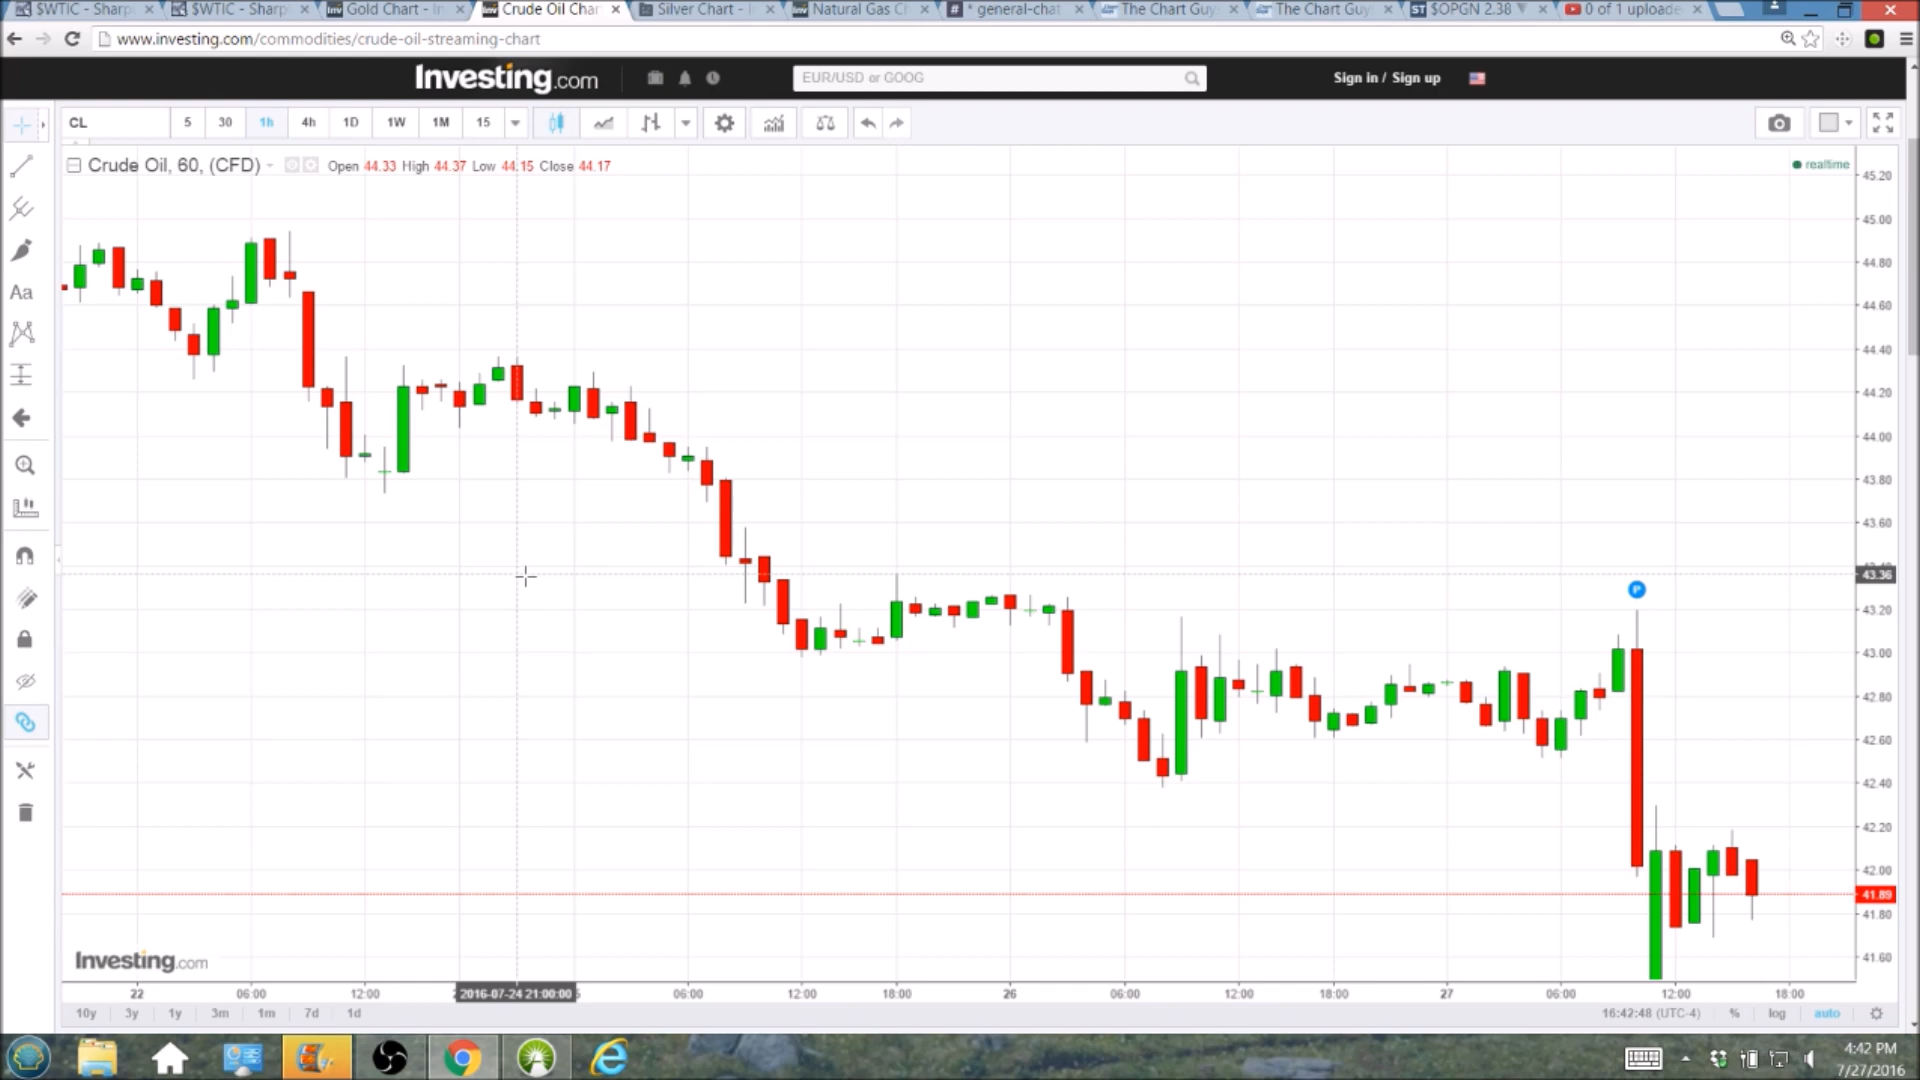 $WTIC - Sharp
$WTIC - Sharp
Gold Chart - In
Crude Oil Char
Silver Chart - I
Natural Gas C
* general-chat
The Chart Guy
The Chart Guy
$OPGN 2.38
0 of 1 uploade
www.investing.com/commodities/crude-oil-streaming-chart
Investing.com
EUR/USD or GOOG
Sign in / Sign up
CL 5 30 1h 4h 1D 1W 1M 15
Crude Oil, 60, (CFD) Open 44.33 High 44.37 Low 44.15 Close 44.17
realtime
Aa
45.20
45.00
44.80
44.60
44.40
44.20
44.00
43.80
43.60
43.36
43.20
P
43.00
42.80
42.60
42.40
42.20
42.00
41.89
41.80
41.60
Investing.com
22 06:00 12:00 2016-07-24 21:00:00 06:00 12:00 18:00 26 06:00 12:00 18:00 27 06:00 12:00 18:00
10y 3y 1y 3m 1m 7d 1d 16:42:48 (UTC-4) % log auto
4:42 PM
7/27/2016